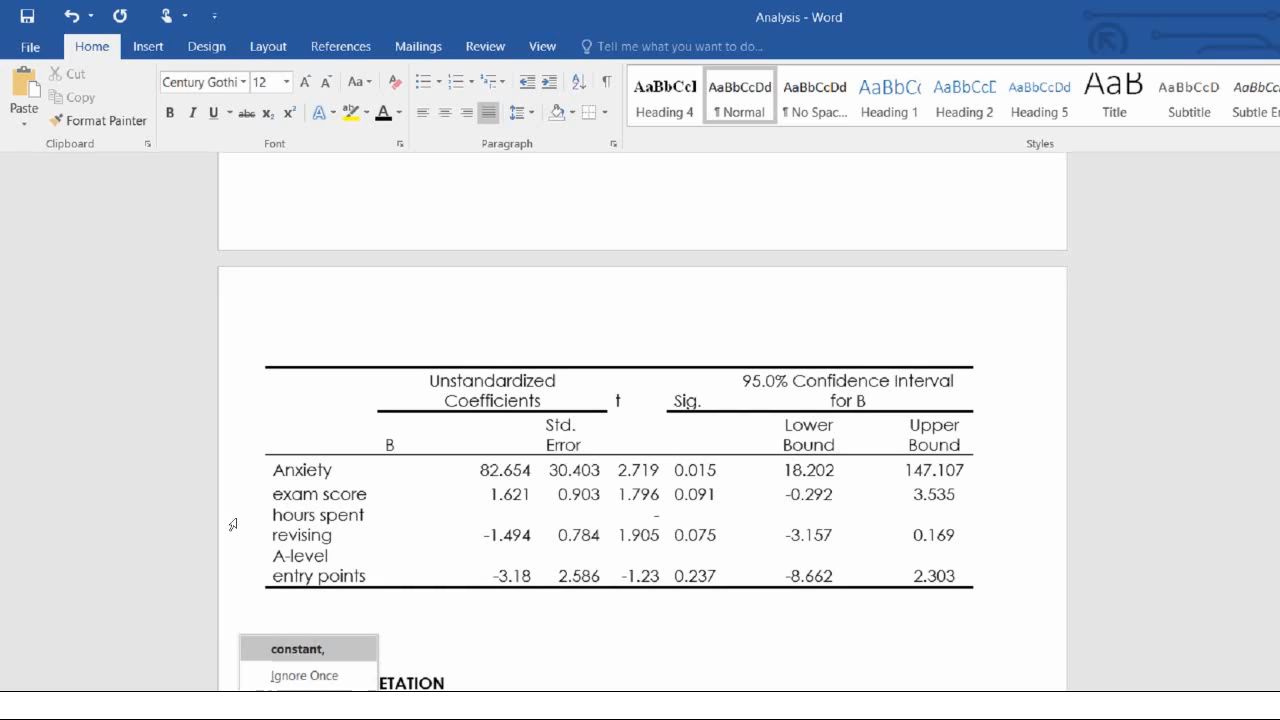 Analysis - Word
File Home Insert Design Layout References Mailings Review View Tell me what you want to do...
Paste
Cut
Copy
Format Painter
Clipboard
Century Gothi 12
Font
Paragraph
AaBbCcI AaBbCcDd AaBbCcDd AaBbC AaBbCcE AaBbCcDd AaB AaBbCcD AaBbCc
Heading 4 ¶ Normal ¶ No Spac... Heading 1 Heading 2 Heading 5 Title Subtitle Subtle
Styles
Unstandardized 95.0% Confidence Interval
Coefficients t Sig. for B
Std. Lower Upper
B Error Bound Bound
Anxiety 82.654 30.403 2.719 0.015 18.202 147.107
exam score 1.621 0.903 1.796 0.091 -0.292 3.535
hours spent -
revising -1.494 0.784 1.905 0.075 -3.157 0.169
A-level
entry points -3.18 2.586 -1.23 0.237 -8.662 2.303
constant,
Ignore Once
ETATION